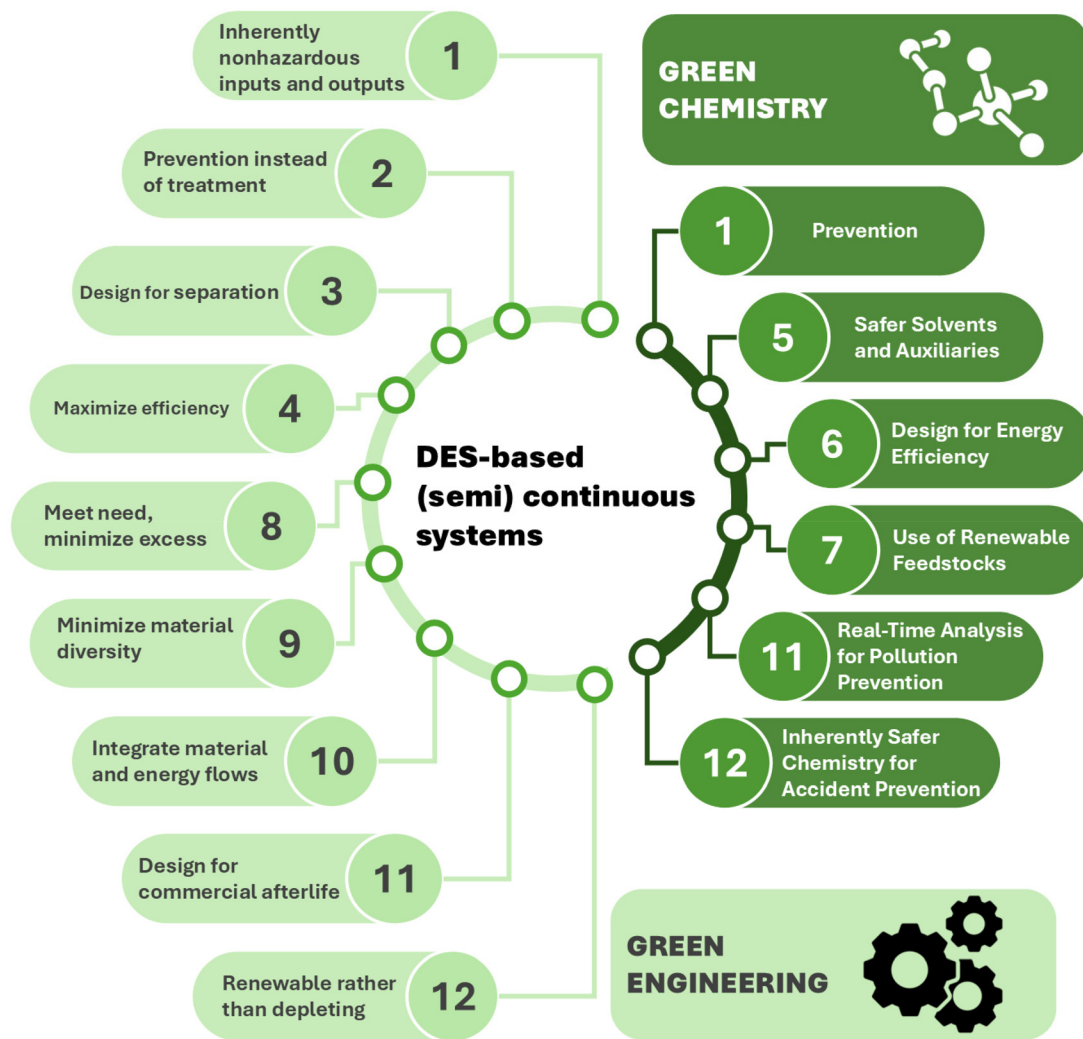 Inherently
nonhazardous
inputs and outputs
1
Prevention instead
of treatment
2
Design for separation
3
Maximize efficiency
4
Meet need,
minimize excess
8
Minimize material
diversity
9
Integrate material
and energy flows
10
Design for
commercial afterlife
11
Renewable rather
than depleting
12
DES-based
(semi) continuous
systems
GREEN
CHEMISTRY
1
Prevention
5
Safer Solvents
and Auxiliaries
6
Design for Energy
Efficiency
7
Use of Renewable
Feedstocks
11
Real-Time Analysis
for Pollution
Prevention
12
Inherently Safer
Chemistry for
Accident Prevention
GREEN
ENGINEERING